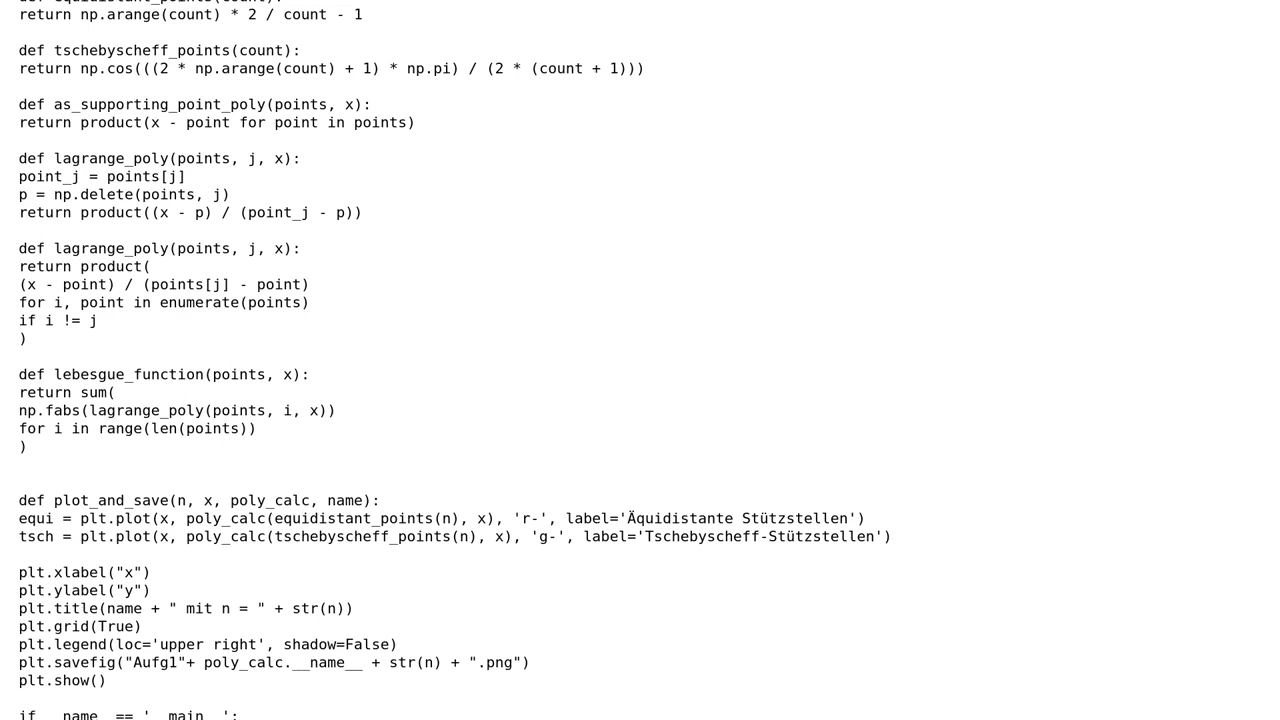 def equidistant_points(count):
return np.arange(count) * 2 / count - 1

def tschebyscheff_points(count):
return np.cos(((2 * np.arange(count) + 1) * np.pi) / (2 * (count + 1)))

def as_supporting_point_poly(points, x):
return product(x - point for point in points)

def lagrange_poly(points, j, x):
point_j = points[j]
p = np.delete(points, j)
return product((x - p) / (point_j - p))

def lagrange_poly(points, j, x):
return product(
(x - point) / (points[j] - point)
for i, point in enumerate(points)
if i != j
)

def lebesgue_function(points, x):
return sum(
np.fabs(lagrange_poly(points, i, x))
for i in range(len(points))
)


def plot_and_save(n, x, poly_calc, name):
equi = plt.plot(x, poly_calc(equidistant_points(n), x), 'r-', label='Äquidistante Stützstellen')
tsch = plt.plot(x, poly_calc(tschebyscheff_points(n), x), 'g-', label='Tschebyscheff-Stützstellen')

plt.xlabel("x")
plt.ylabel("y")
plt.title(name + " mit n = " + str(n))
plt.grid(True)
plt.legend(loc='upper right', shadow=False)
plt.savefig("Aufg1"+ poly_calc.__name__ + str(n) + ".png")
plt.show()

if __name__ == '__main__':